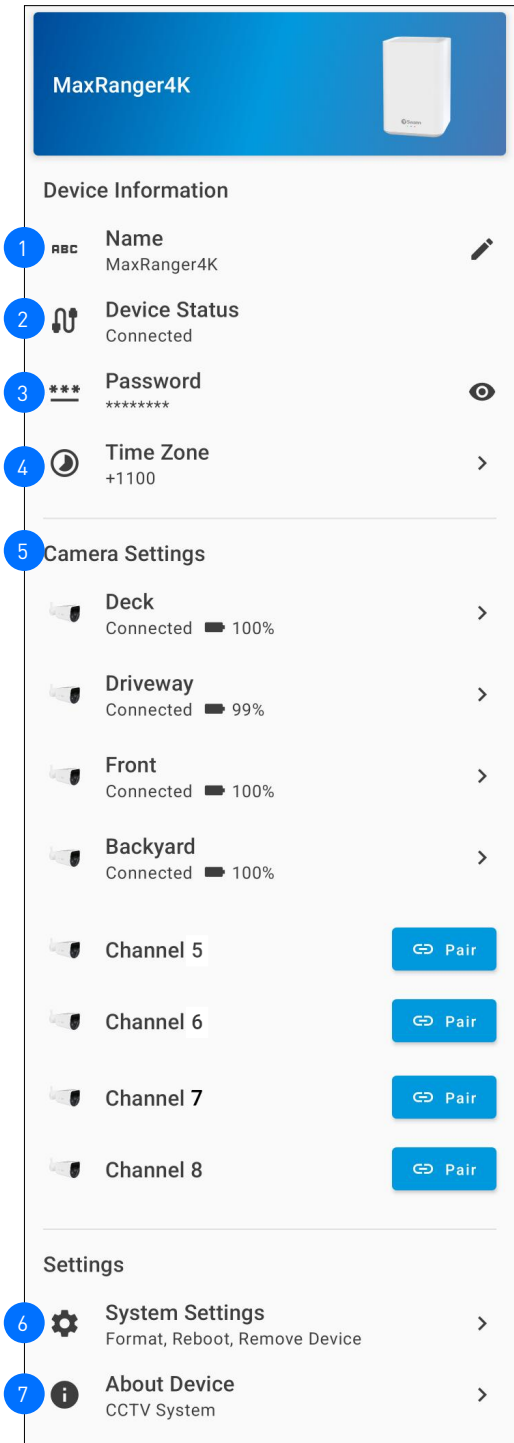 MaxRanger4K
Swann
Device Information
1 ABC Name
MaxRanger4K
2 Device Status
Connected
3 *** Password
********
4 Time Zone
+1100
5 Camera Settings
Deck
Connected 100%
Driveway
Connected 99%
Front
Connected 100%
Backyard
Connected 100%
Channel 5 Pair
Channel 6 Pair
Channel 7 Pair
Channel 8 Pair
Settings
6 System Settings
Format, Reboot, Remove Device
7 About Device
CCTV System